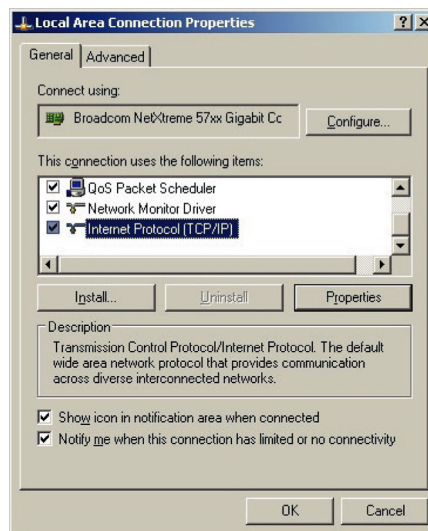 Local Area Connection Properties
General
Advanced
Connect using:
Broadcom NetXtreme 57xx Gigabit Cc
Configure...
This connection uses the following items:
QoS Packet Scheduler
Network Monitor Driver
Internet Protocol (TCP/IP)
Install...
Uninstall
Properties
Description
Transmission Control Protocol/Internet Protocol. The default
wide area network protocol that provides communication
across diverse interconnected networks.
Show icon in notification area when connected
Notify me when this connection has limited or no connectivity
OK
Cancel